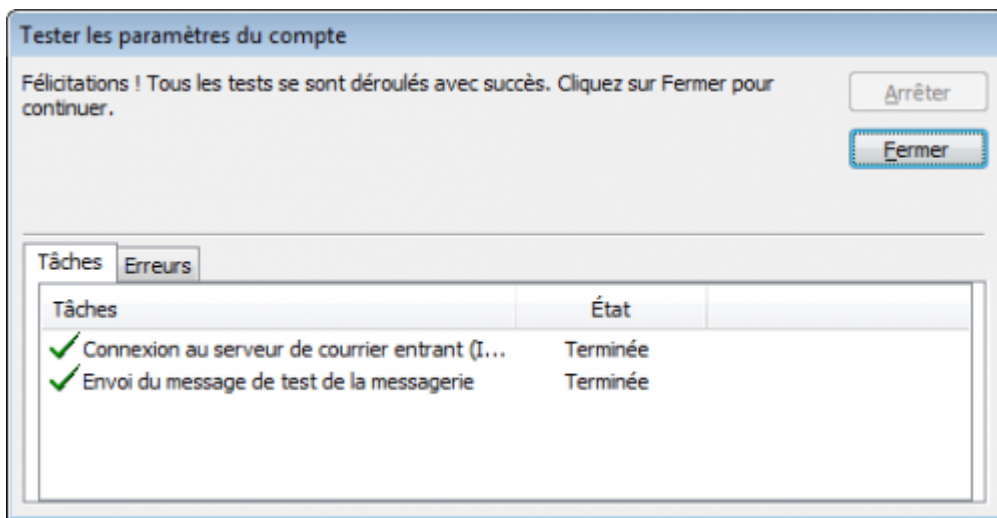 Tester les paramètres du compte
Félicitations ! Tous les tests se sont déroulés avec succès. Cliquez sur Fermer pour
continuer.
Arrêter
Fermer
Tâches Erreurs
Tâches État
Connexion au serveur de courrier entrant (I... Terminée
Envoi du message de test de la messagerie Terminée